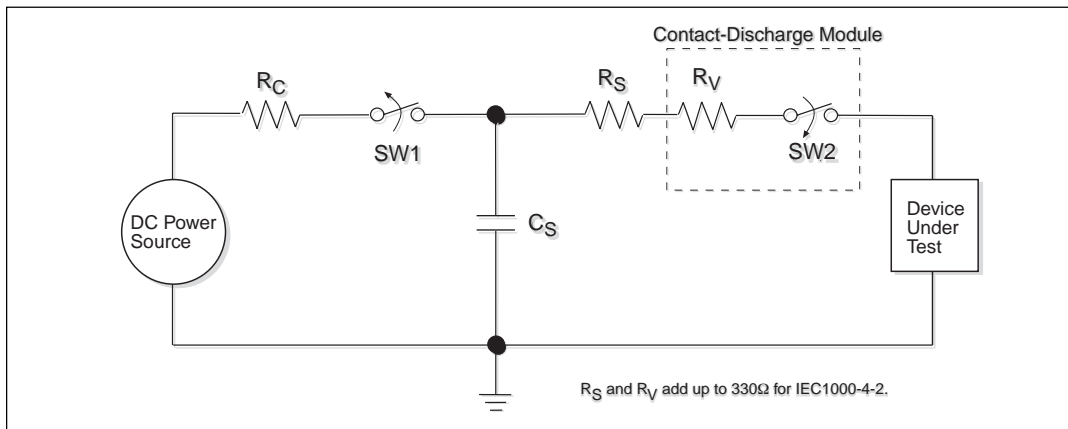 Contact-Discharge Module
RC
RS
RV
SW1
SW2
DC Power
Source
CS
Device
Under
Test
RS and RV add up to 330Ω for IEC1000-4-2.